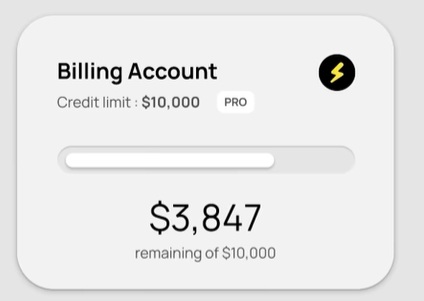 Billing Account
Credit limit : $10,000 PRO
$3,847
remaining of $10,000